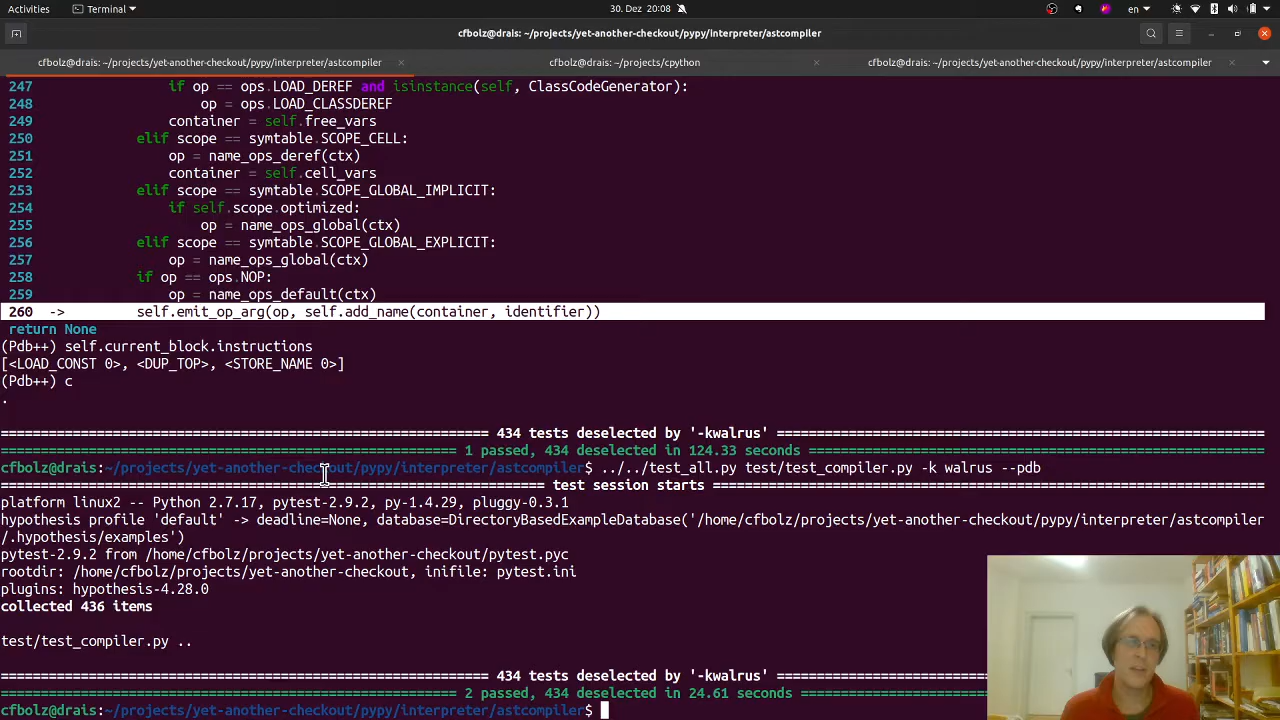 Activities
Terminal
30. Dez 20:08
en
cfbolz@drais: ~/projects/yet-another-checkout/pypy/interpreter/astcompiler
cfbolz@drais: ~/projects/yet-another-checkout/pypy/interpreter/astcompiler
cfbolz@drais: ~/projects/cpython
cfbolz@drais: ~/projects/yet-another-checkout/pypy/interpreter/astcompiler
247 if op == ops.LOAD_DEREF and isinstance(self, ClassCodeGenerator):
248 op = ops.LOAD_CLASSDEREF
249 container = self.free_vars
250 elif scope == symtable.SCOPE_CELL:
251 op = name_ops_deref(ctx)
252 container = self.cell_vars
253 elif scope == symtable.SCOPE_GLOBAL_IMPLICIT:
254 if self.scope.optimized:
255 op = name_ops_global(ctx)
256 elif scope == symtable.SCOPE_GLOBAL_EXPLICIT:
257 op = name_ops_global(ctx)
258 if op == ops.NOP:
259 op = name_ops_default(ctx)
260 -> self.emit_op_arg(op, self.add_name(container, identifier))
return None
(Pdb++) self.current_block.instructions
[<LOAD_CONST 0>, <DUP_TOP>, <STORE_NAME 0>]
(Pdb++) c
.
================================================= 434 tests deselected by '-kwalrus' =================================================
============================================= 1 passed, 434 deselected in 124.33 seconds =============================================
cfbolz@drais:~/projects/yet-another-checkout/pypy/interpreter/astcompiler$ ../../test_all.py test/test_compiler.py -k walrus --pdb
======================================================== test session starts =========================================================
platform linux2 -- Python 2.7.17, pytest-2.9.2, py-1.4.29, pluggy-0.3.1
hypothesis profile 'default' -> deadline=None, database=DirectoryBasedExampleDatabase('/home/cfbolz/projects/yet-another-checkout/pypy/interpreter/astcompiler
/.hypothesis/examples')
pytest-2.9.2 from /home/cfbolz/projects/yet-another-checkout/pytest.pyc
rootdir: /home/cfbolz/projects/yet-another-checkout, inifile: pytest.ini
plugins: hypothesis-4.28.0
collected 436 items
test/test_compiler.py ..
================================================= 434 tests deselected by '-kwalrus' ============================
============================================= 2 passed, 434 deselected in 24.61 seconds =========================
cfbolz@drais:~/projects/yet-another-checkout/pypy/interpreter/astcompiler$